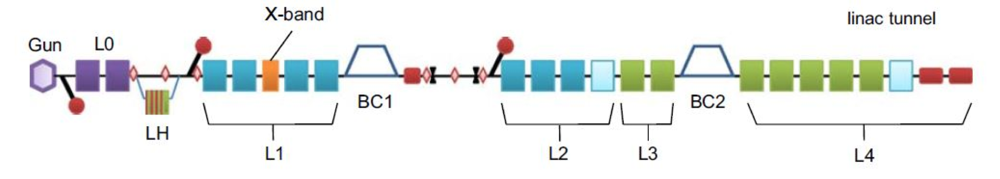 X-band
linac tunnel
Gun
L0
BC1
BC2
LH
L1
L2
L3
L4